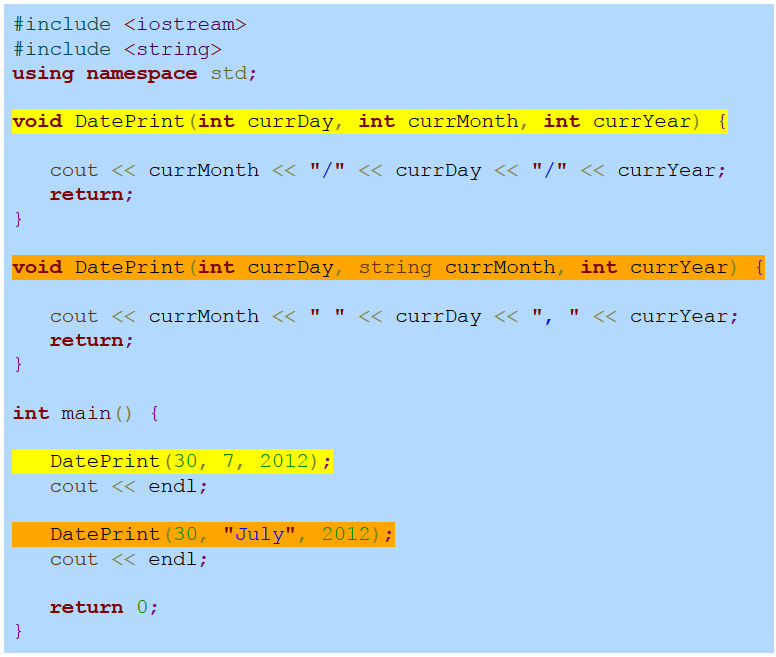 #include <iostream>
#include <string>
using namespace std;
void DatePrint(int currDay, int currMonth, int currYear) {
cout << currMonth << "/" << currDay << "/" << currYear;
return;
}
void DatePrint(int currDay, string currMonth, int currYear) {
cout << currMonth << " " << currDay << ", " << currYear;
return;
}
int main() {
DatePrint(30, 7, 2012);
cout << endl;
DatePrint(30, "July", 2012);
cout << endl;
return 0;
}